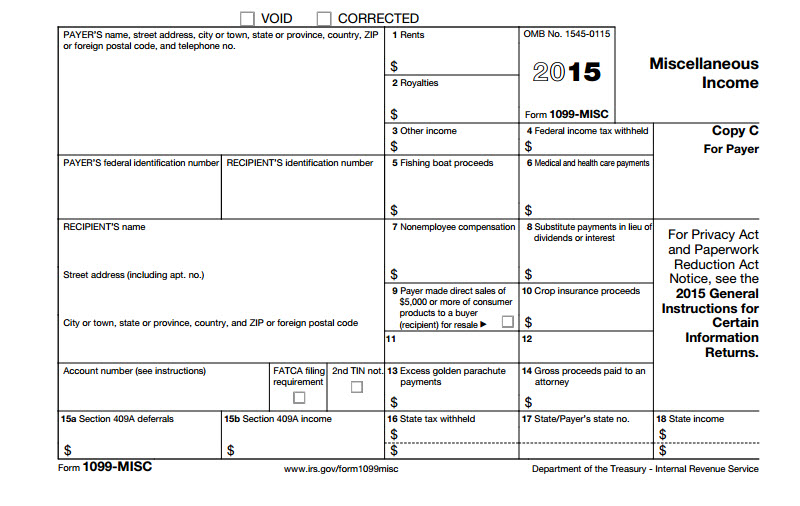 VOID CORRECTED
PAYER'S name, street address, city or town, state or province, country, ZIP
or foreign postal code, and telephone no.
1 Rents
$
2 Royalties
$
OMB No. 1545-0115
2015
Form 1099-MISC
Miscellaneous
Income
3 Other income
$
4 Federal income tax withheld
$
Copy C
For Payer
PAYER'S federal identification number
RECIPIENT'S identification number
5 Fishing boat proceeds
$
6 Medical and health care payments
$
RECIPIENT'S name
Street address (including apt. no.)
City or town, state or province, country, and ZIP or foreign postal code
7 Nonemployee compensation
$
8 Substitute payments in lieu of
dividends or interest
$
9 Payer made direct sales of
$5,000 or more of consumer
products to a buyer
(recipient) for resale ▶
10 Crop insurance proceeds
$
11
12
For Privacy Act
and Paperwork
Reduction Act
Notice, see the
2015 General
Instructions for
Certain
Information
Returns.
Account number (see instructions)
FATCA filing
requirement
2nd TIN not.
13 Excess golden parachute
payments
$
14 Gross proceeds paid to an
attorney
$
15a Section 409A deferrals
$
15b Section 409A income
$
16 State tax withheld
$
$
17 State/Payer's state no.
18 State income
$
$
Form 1099-MISC
www.irs.gov/form1099misc
Department of the Treasury - Internal Revenue Service